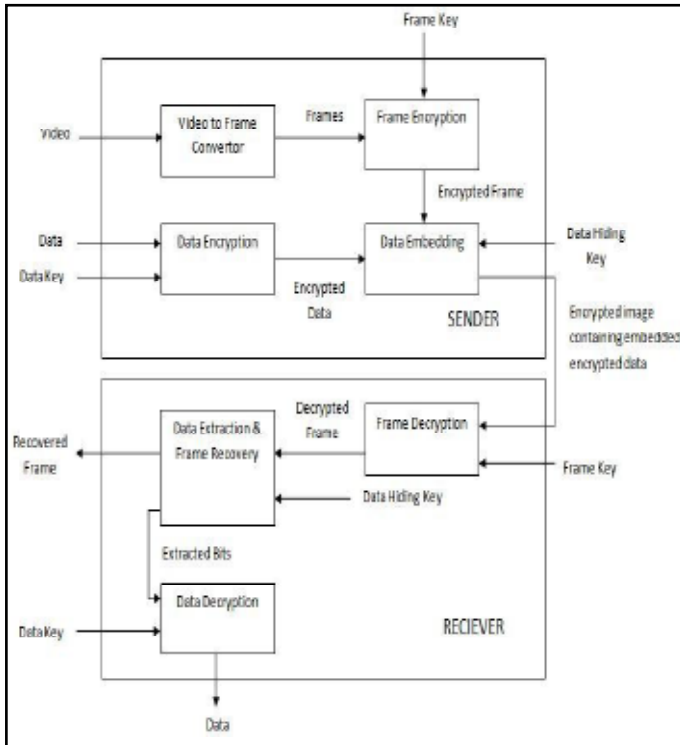 Frame Key
Video
Video to Frame
Convertor
Frames
Frame Encryption
Encrypted Frame
Data
Data Key
Data Encryption
Encrypted
Data
Data Embedding
Data Hiding
Key
SENDER
Encrypted image
containing embedded
encrypted data
Recovered
Frame
Data Extraction &
Frame Recovery
Decrypted
Frame
Frame Decryption
Frame Key
Data Hiding Key
Extracted Bits
Data Key
Data Decryption
RECIEVER
Data